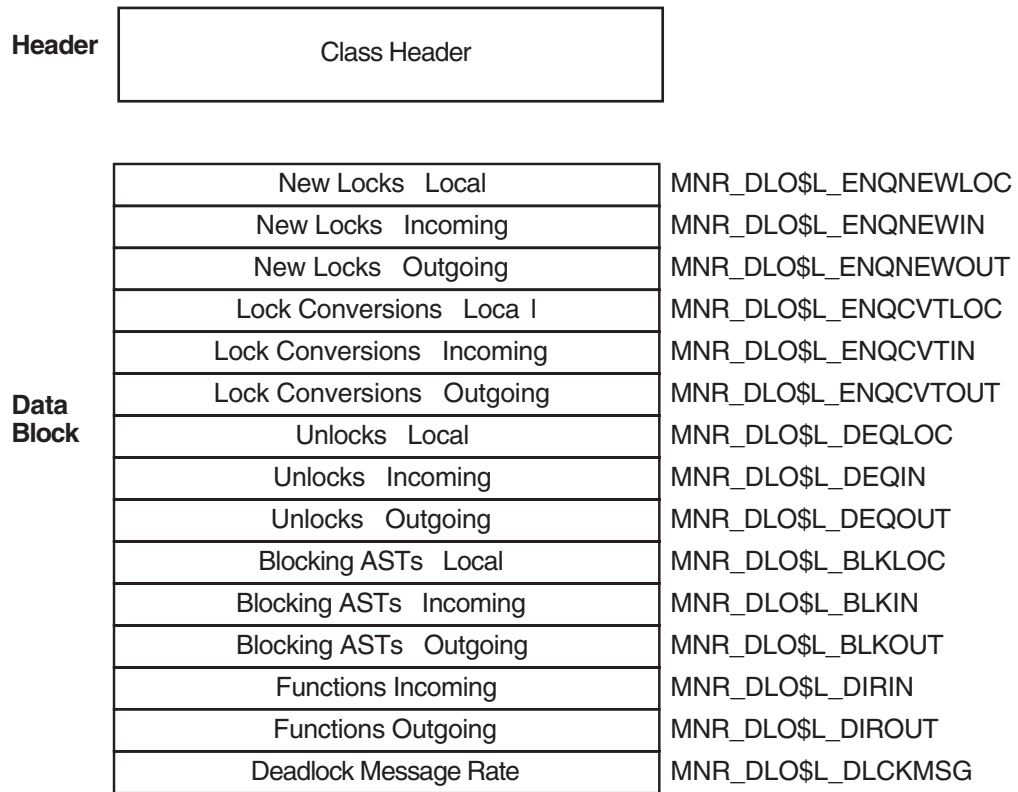 Header
Class Header
New Locks Local MNR_DLO$L_ENQNEWLOC
New Locks Incoming MNR_DLO$L_ENQNEWIN
New Locks Outgoing MNR_DLO$L_ENQNEWOUT
Lock Conversions Loca l MNR_DLO$L_ENQCVTLOC
Lock Conversions Incoming MNR_DLO$L_ENQCVTIN
Lock Conversions Outgoing MNR_DLO$L_ENQCVTOUT
Data
Block
Unlocks Local MNR_DLO$L_DEQLOC
Unlocks Incoming MNR_DLO$L_DEQIN
Unlocks Outgoing MNR_DLO$L_DEQOUT
Blocking ASTs Local MNR_DLO$L_BLKLOC
Blocking ASTs Incoming MNR_DLO$L_BLKIN
Blocking ASTs Outgoing MNR_DLO$L_BLKOUT
Functions Incoming MNR_DLO$L_DIRIN
Functions Outgoing MNR_DLO$L_DIROUT
Deadlock Message Rate MNR_DLO$L_DLCKMSG